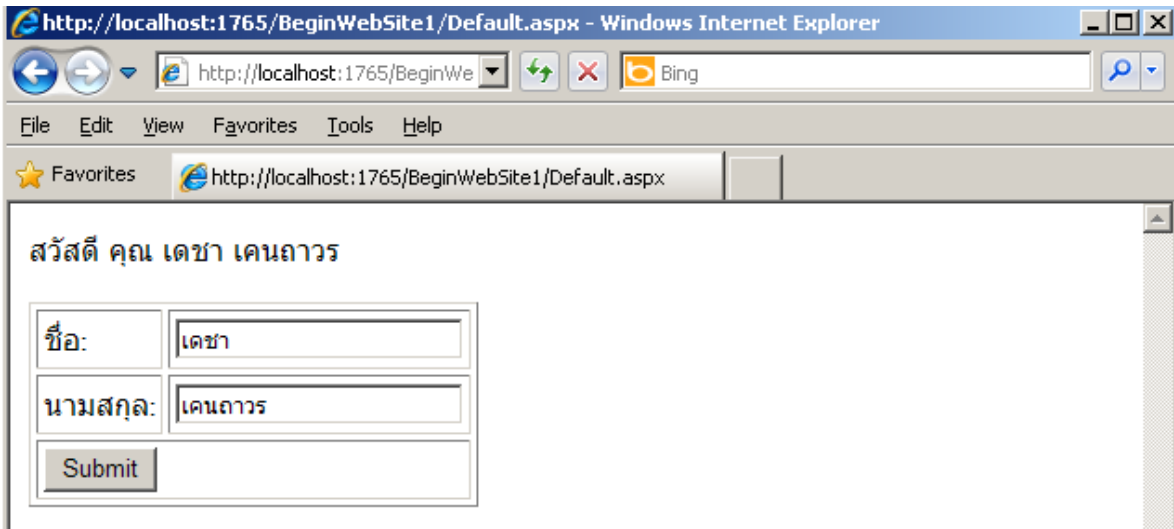 http://localhost:1765/BeginWebSite1/Default.aspx - Windows Internet Explorer
http://localhost:1765/BeginWe
Bing
File Edit View Favorites Tools Help
Favorites
http://localhost:1765/BeginWebSite1/Default.aspx
สวัสดี คุณ เดชา เคนถาวร
ชื่อ: เดชา
นามสกุล: เคนถาวร
Submit